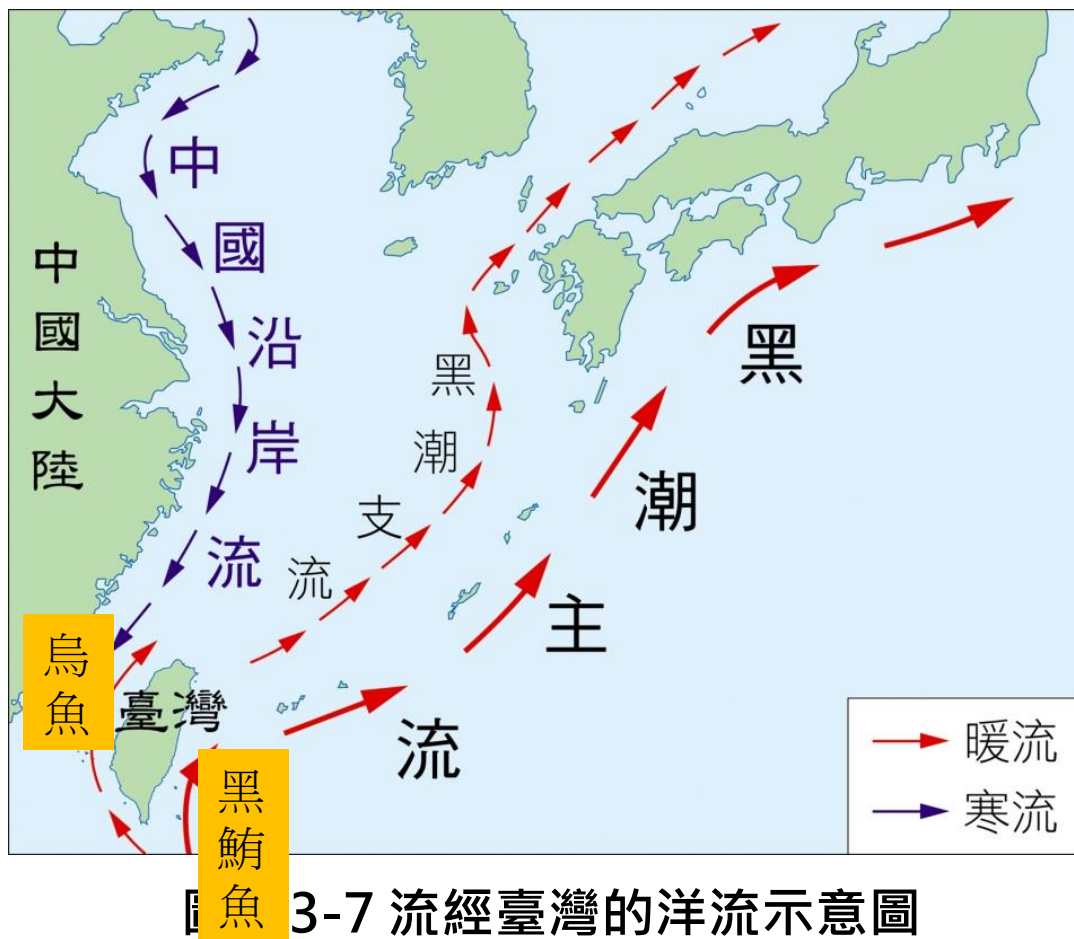 中國大陸
中國沿岸流
黑潮支流
黑潮主流
烏魚
臺灣
黑鮪魚
暖流
寒流
3-7 流經臺灣的洋流示意圖